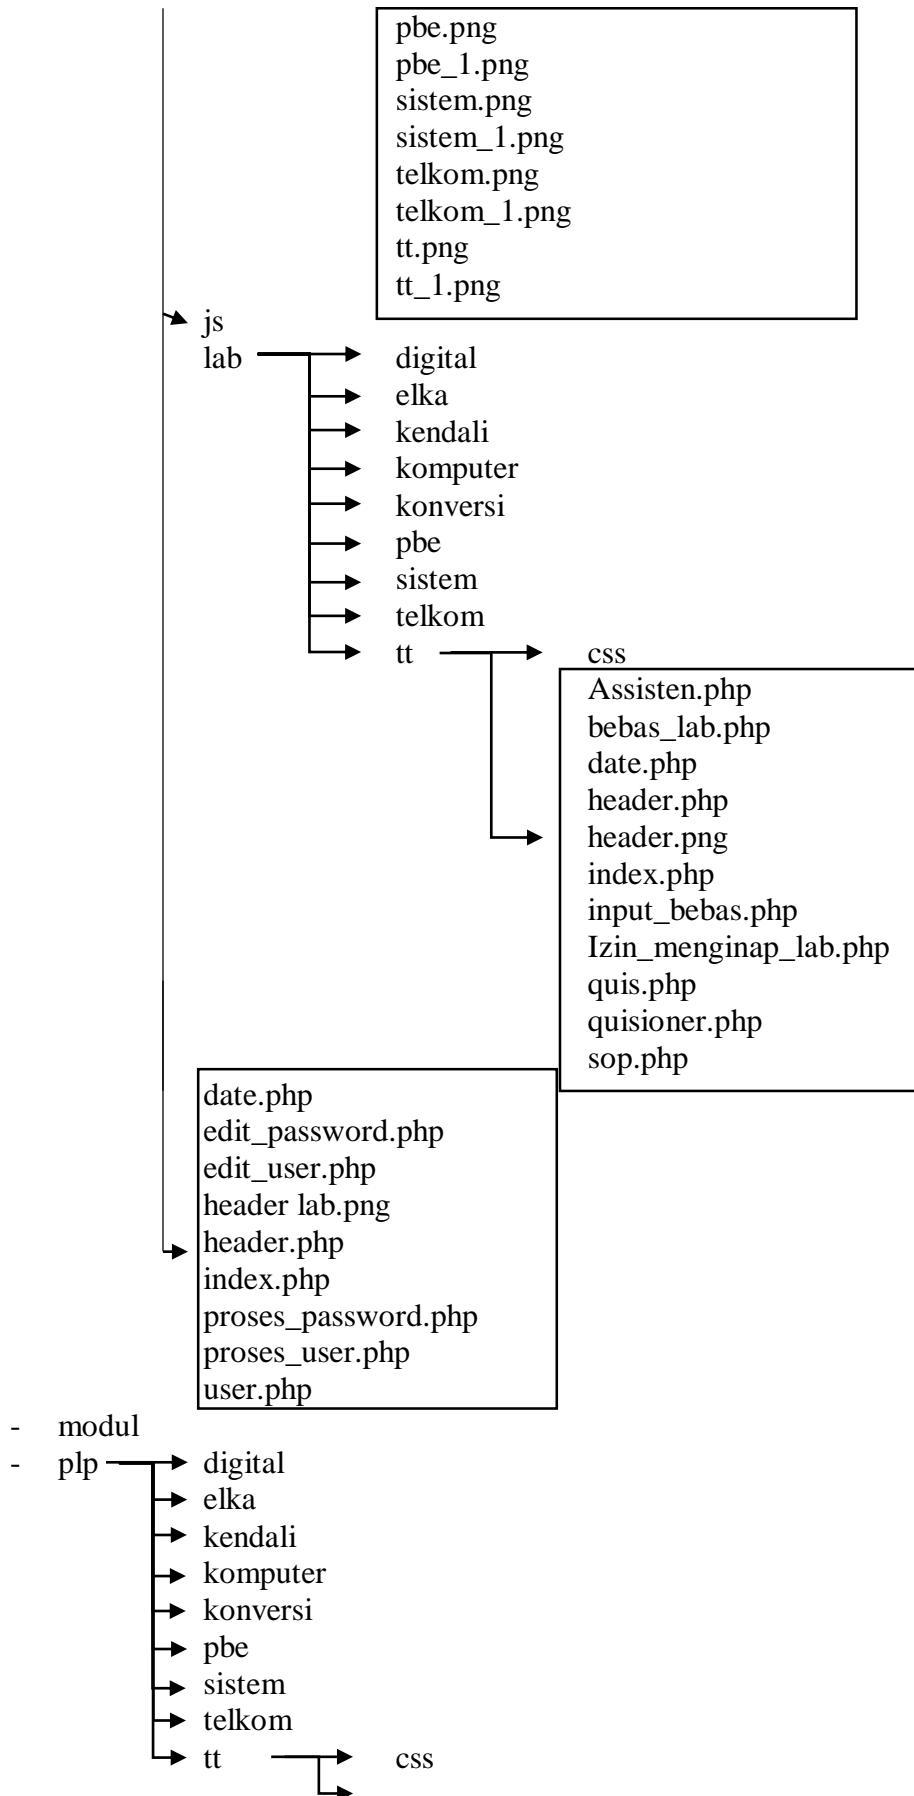 pbe.png
pbe_1.png
sistem.png
sistem_1.png
telkom.png
telkom_1.png
tt.png
tt_1.png
js
lab digital
elka
kendali
komputer
konversi
pbe
sistem
telkom
tt css
Assisten.php
bebas_lab.php
date.php
header.php
header.png
index.php
input_bebas.php
Izin_menginap_lab.php
quis.php
quisioner.php
sop.php
date.php
edit_password.php
edit_user.php
header lab.png
header.php
index.php
proses_password.php
proses_user.php
user.php
- modul
- plp digital
elka
kendali
komputer
konversi
pbe
sistem
telkom
tt css